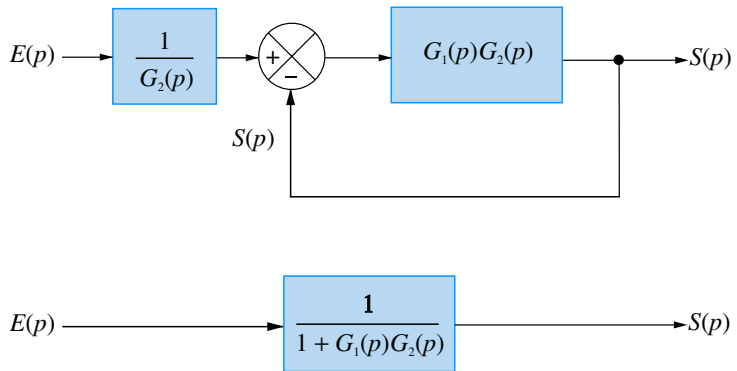 E(p)
1
G₂(p)
+
−
G₁(p)G₂(p)
S(p)
S(p)
E(p)
1
1 + G₁(p)G₂(p)
S(p)